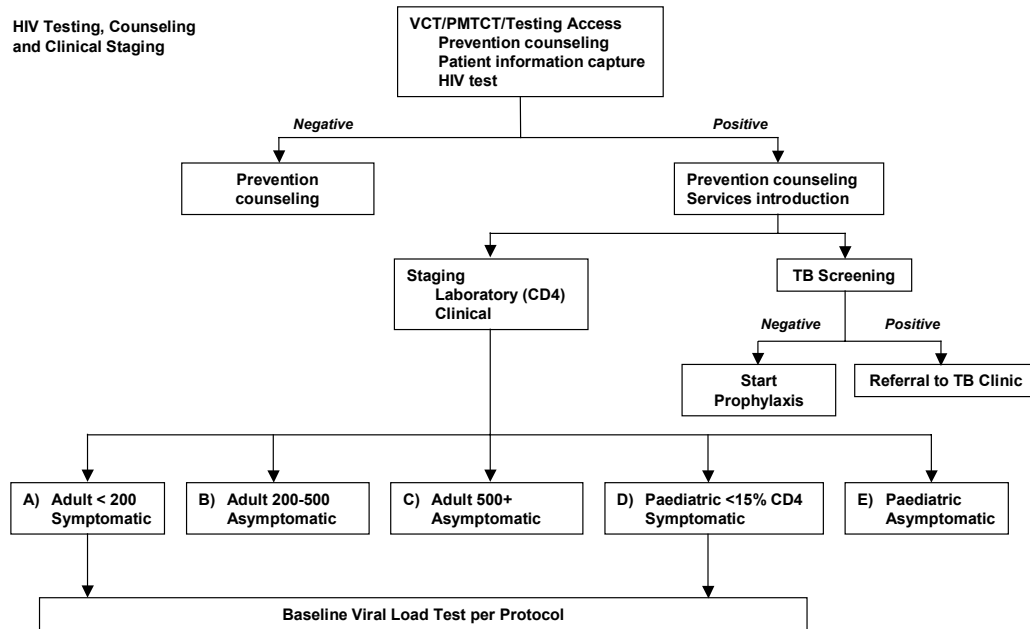 HIV Testing, Counseling
and Clinical Staging
VCT/PMTCT/Testing Access
Prevention counseling
Patient information capture
HIV test
Negative
Positive
Prevention
counseling
Prevention counseling
Services introduction
Staging
Laboratory (CD4)
Clinical
TB Screening
Negative
Positive
Start
Prophylaxis
Referral to TB Clinic
A) Adult < 200
Symptomatic
B) Adult 200-500
Asymptomatic
C) Adult 500+
Asymptomatic
D) Paediatric <15% CD4
Symptomatic
E) Paediatric
Asymptomatic
Baseline Viral Load Test per Protocol